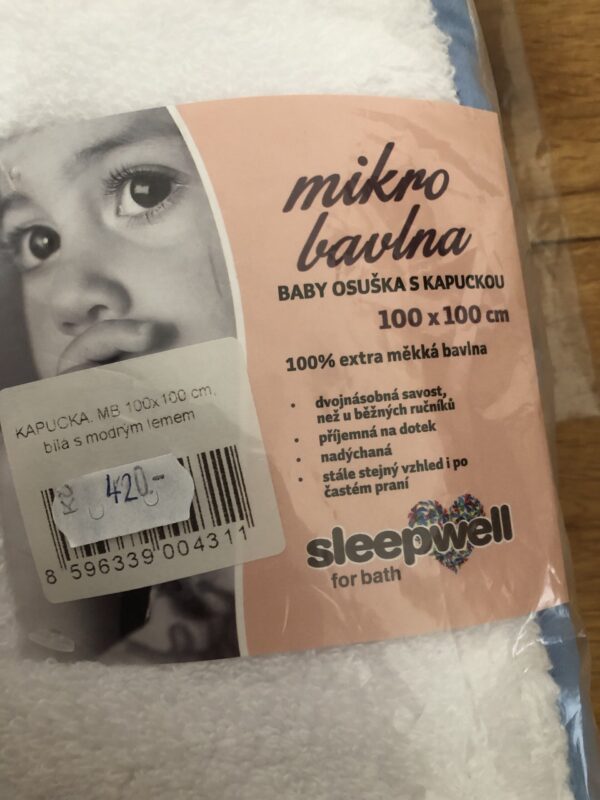 mikro
bavlna
BABY OSUŠKA S KAPUCKOU
100 x 100 cm
100% extra měkká bavlna
• dvojnásobná savost,
než u běžných ručníků
• příjemná na dotek
• nadýchaná
• stále stejný vzhled i po
častém praní
sleepwell
for bath
KAPUCKA. MB 100x100 cm,
bílá s modrým lemem
Kč 420.-
8 596339 004311